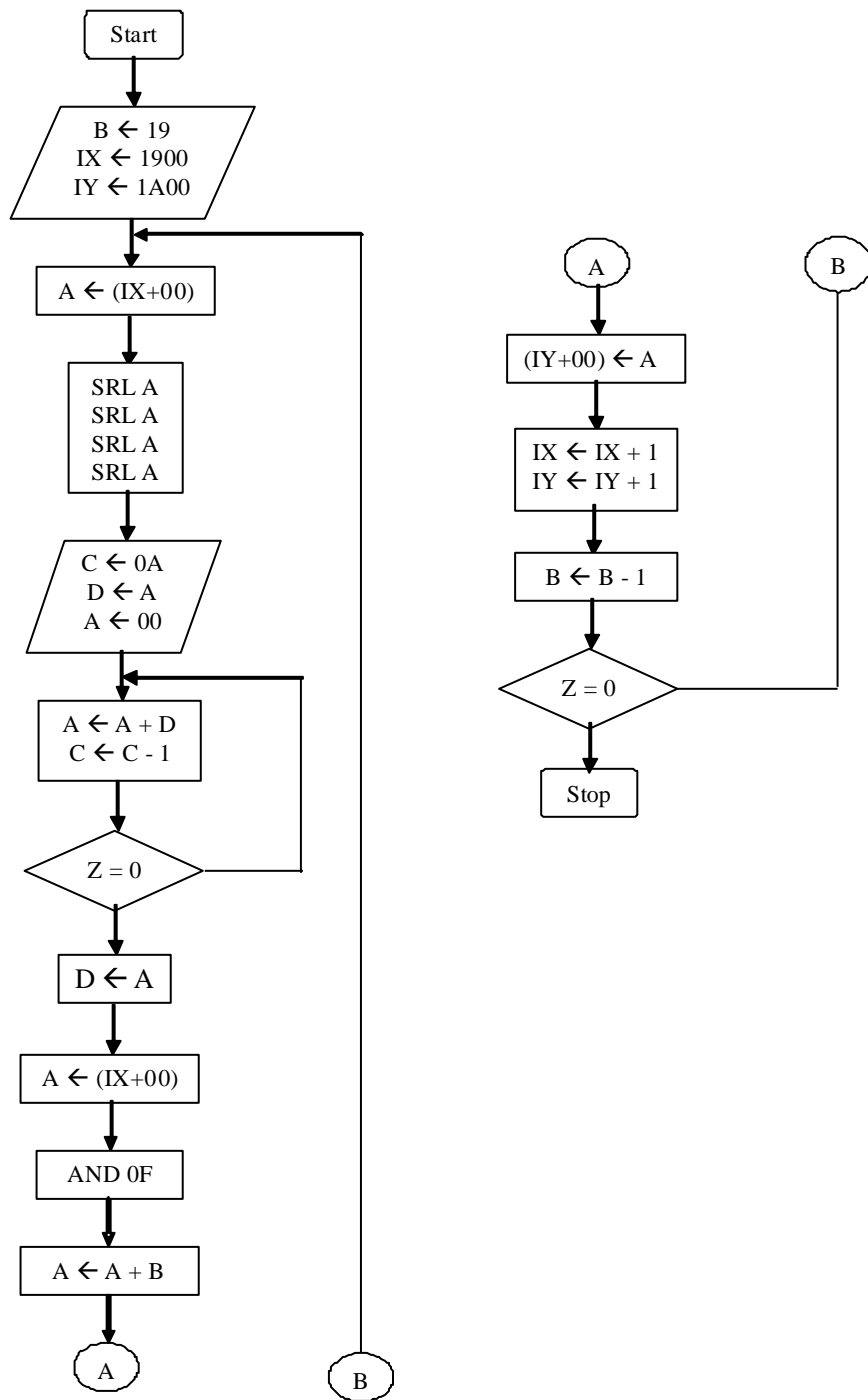 Start
B ← 19
IX ← 1900
IY ← 1A00
A ← (IX+00)
SRL A
SRL A
SRL A
SRL A
C ← 0A
D ← A
A ← 00
A ← A + D
C ← C - 1
Z = 0
D ← A
A ← (IX+00)
AND 0F
A ← A + B
A
B
A
B
(IY+00) ← A
IX ← IX + 1
IY ← IY + 1
B ← B - 1
Z = 0
Stop